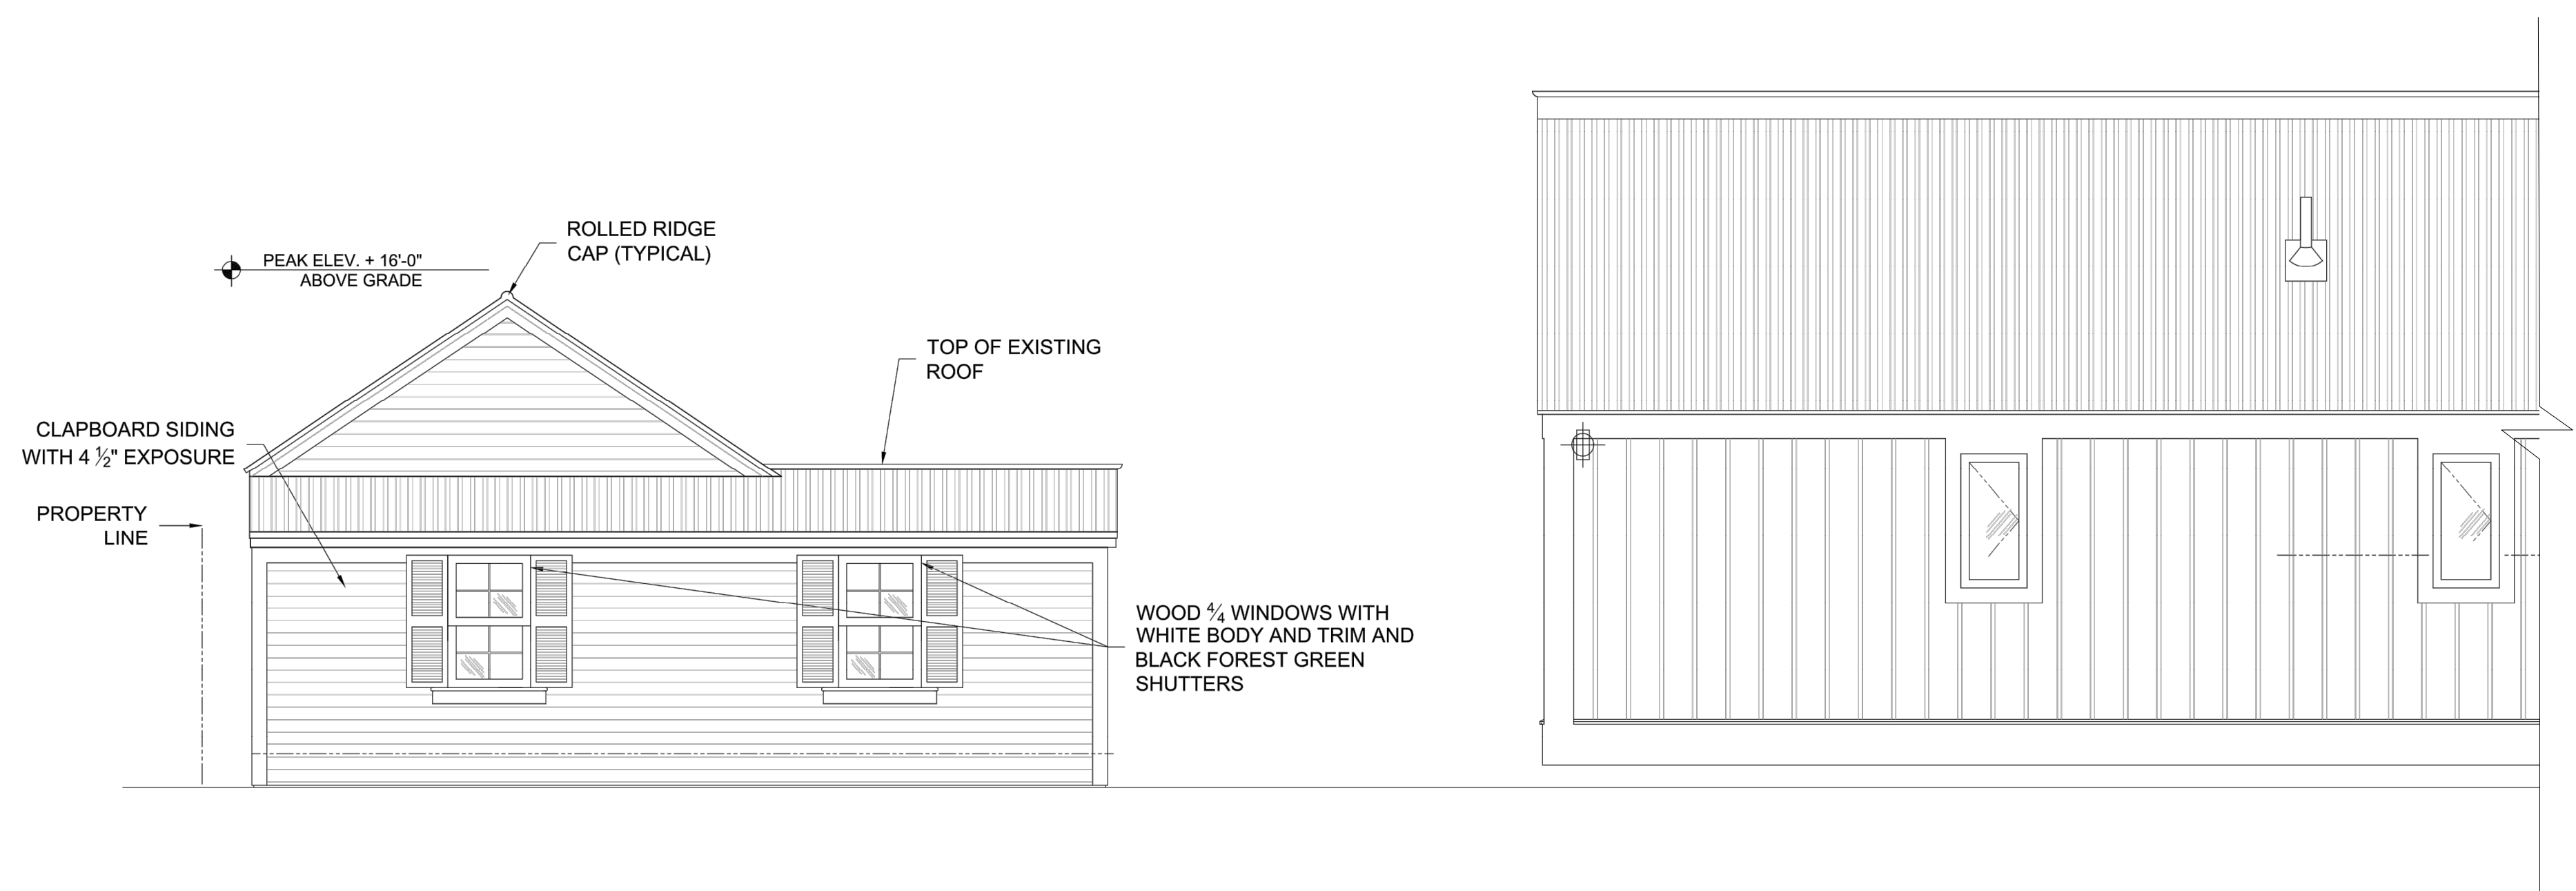 ROLLED RIDGE
CAP (TYPICAL)
PEAK ELEV. + 16'-0"
ABOVE GRADE
TOP OF EXISTING
ROOF
CLAPBOARD SIDING
WITH 4 ½" EXPOSURE
PROPERTY
LINE
WOOD 4/4 WINDOWS WITH
WHITE BODY AND TRIM AND
BLACK FOREST GREEN
SHUTTERS